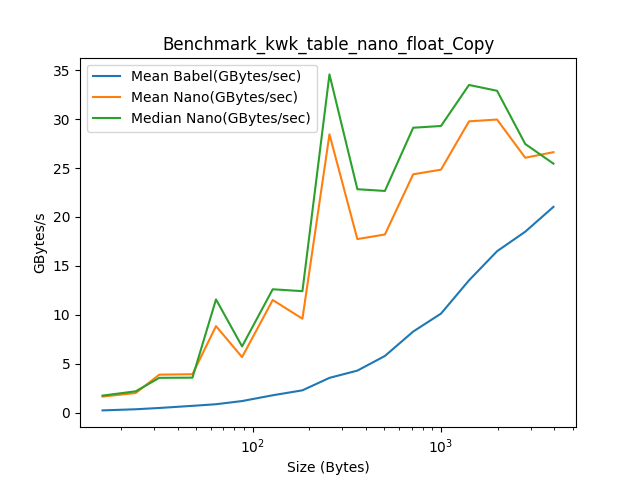 Benchmark_kwk_table_nano_float_Copy
Mean Babel(GBytes/sec)
Mean Nano(GBytes/sec)
Median Nano(GBytes/sec)
GBytes/s
35
30
25
20
15
10
5
0
10²
10³
Size (Bytes)